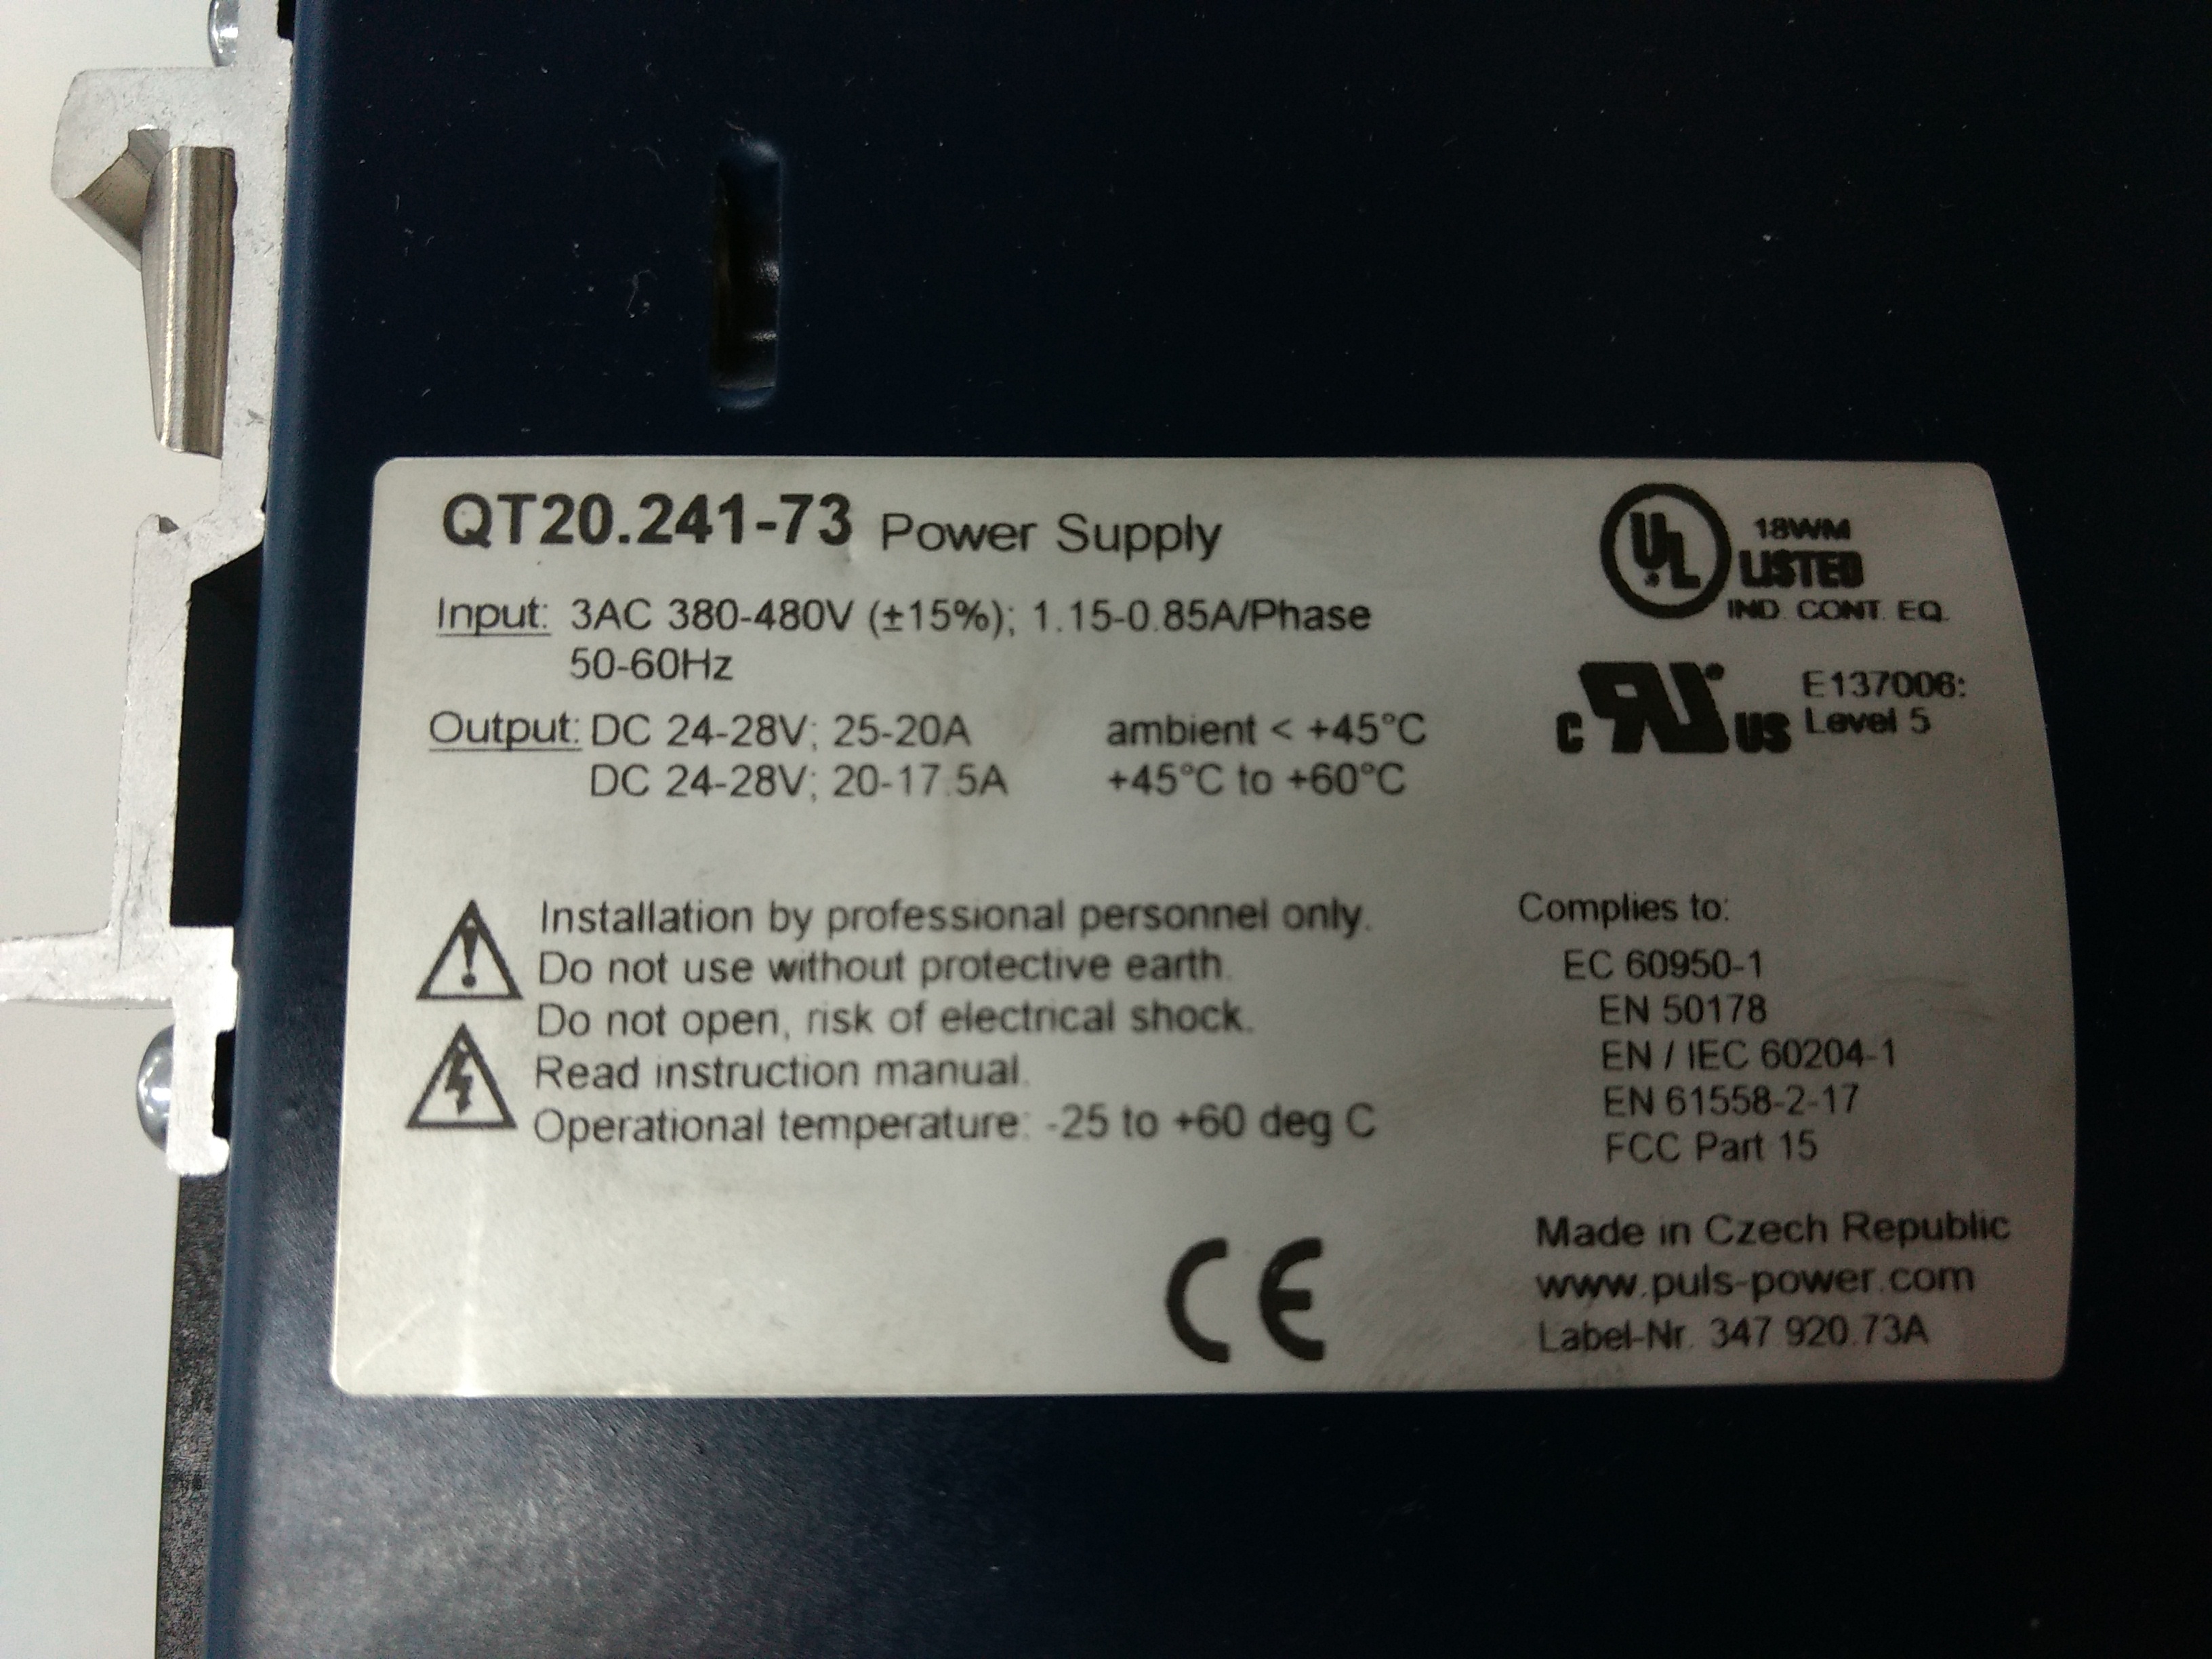 QT20.241-73 Power Supply
Input: 3AC 380-480V (±15%); 1.15-0.85A/Phase
50-60Hz
Output: DC 24-28V; 25-20A ambient < +45°C
DC 24-28V; 20-17.5A +45°C to +60°C
Installation by professional personnel only.
Do not use without protective earth.
Do not open, risk of electrical shock.
Read instruction manual.
Operational temperature: -25 to +60 deg C
CE
UL 18WM
LISTED
IND. CONT. EQ.
c RU US E137006:
Level 5
Complies to:
EC 60950-1
EN 50178
EN / IEC 60204-1
EN 61558-2-17
FCC Part 15
Made in Czech Republic
www.puls-power.com
Label-Nr. 347 920.73A